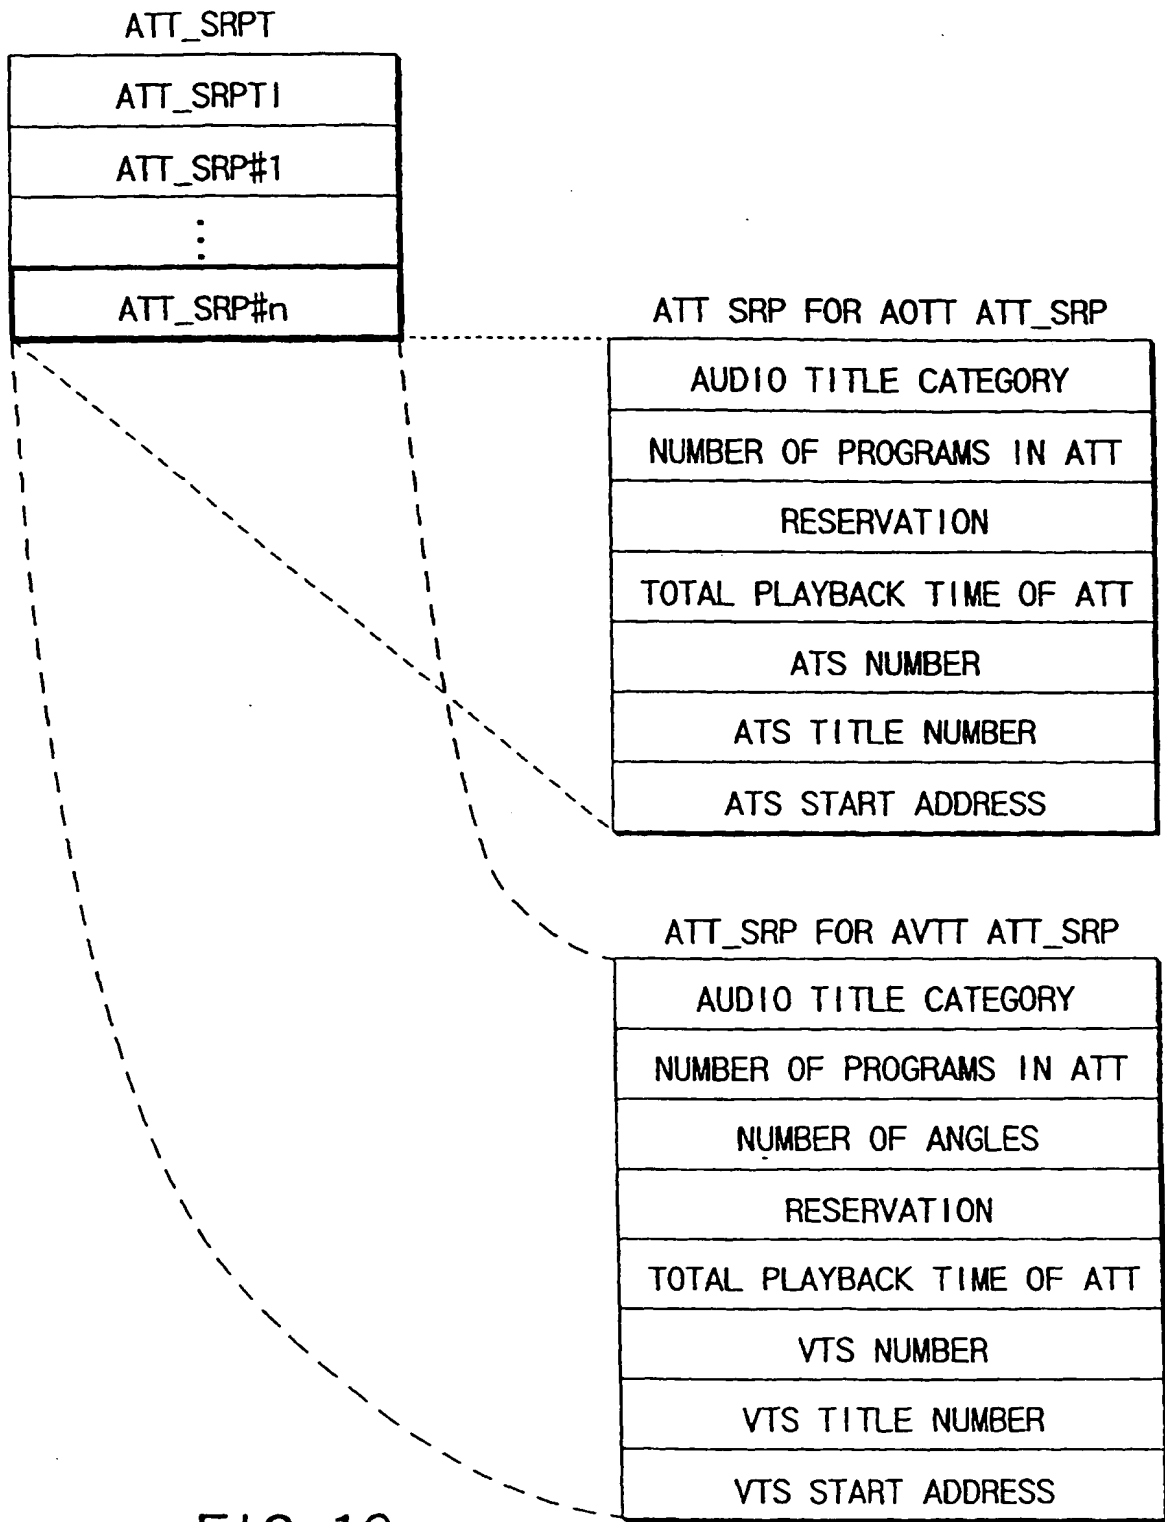 ATT_SRPT
ATT_SRPTI
ATT_SRP#1
⋮
ATT_SRP#n
ATT SRP FOR AOTT ATT_SRP
AUDIO TITLE CATEGORY
NUMBER OF PROGRAMS IN ATT
RESERVATION
TOTAL PLAYBACK TIME OF ATT
ATS NUMBER
ATS TITLE NUMBER
ATS START ADDRESS
ATT_SRP FOR AVTT ATT_SRP
AUDIO TITLE CATEGORY
NUMBER OF PROGRAMS IN ATT
NUMBER OF ANGLES
RESERVATION
TOTAL PLAYBACK TIME OF ATT
VTS NUMBER
VTS TITLE NUMBER
VTS START ADDRESS